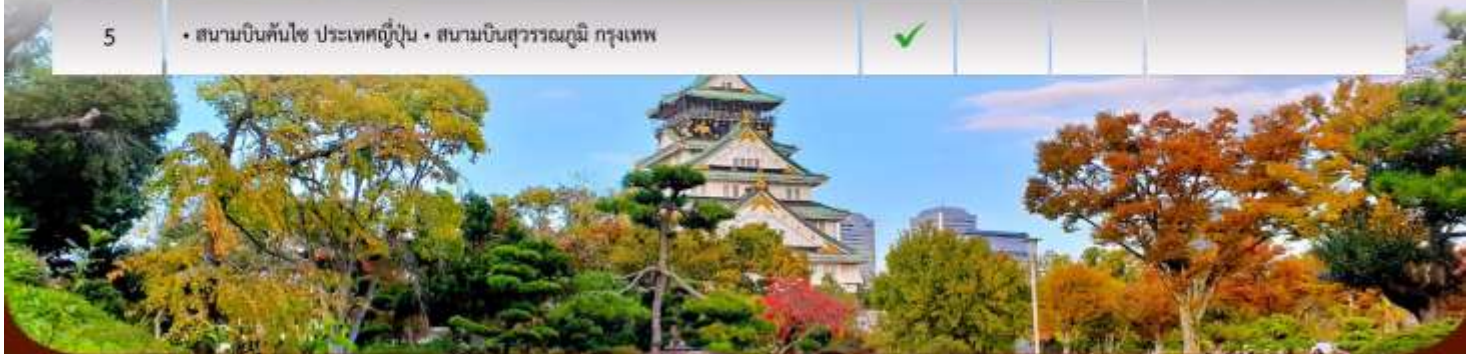 5 • สนามบินคันไซ ประเทศญี่ปุ่น • สนามบินสุวรรณภูมิ กรุงเทพ ✓